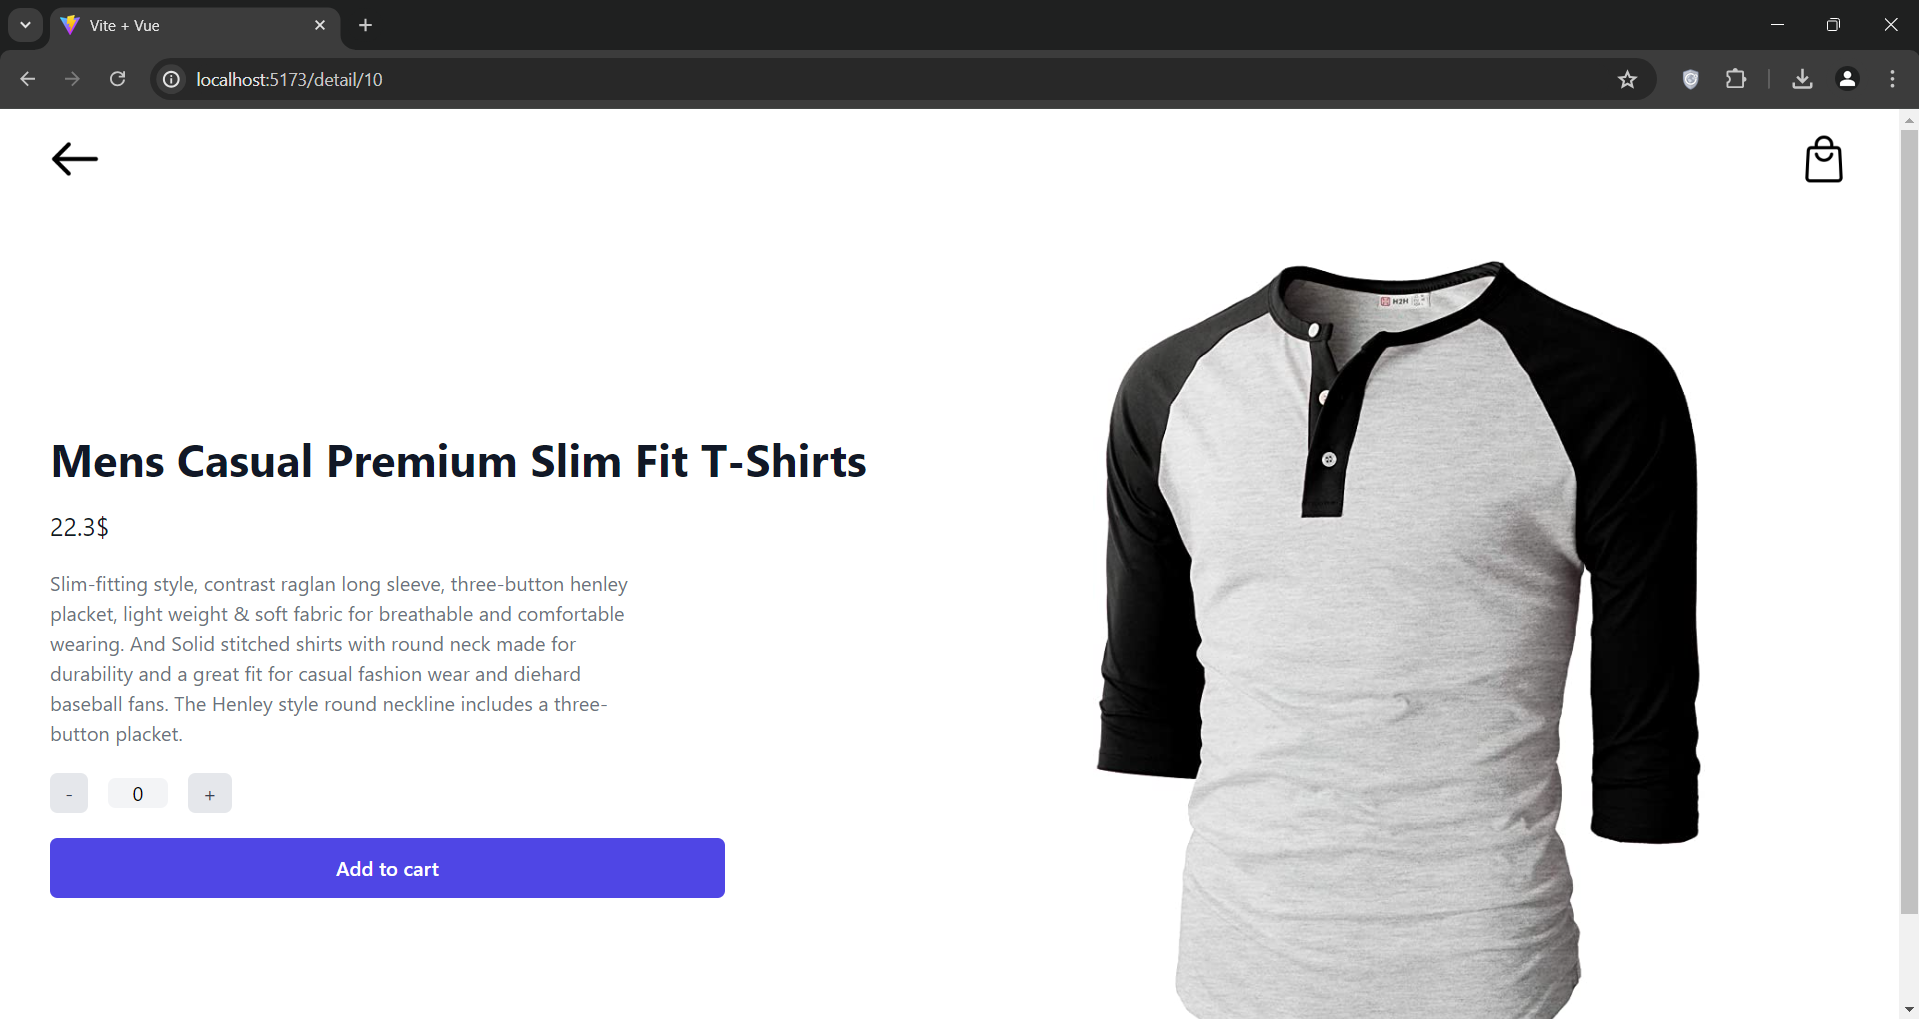 Vite + Vue
localhost:5173/detail/10
H2H
Mens Casual Premium Slim Fit T-Shirts
22.3$
Slim-fitting style, contrast raglan long sleeve, three-button henley
placket, light weight & soft fabric for breathable and comfortable
wearing. And Solid stitched shirts with round neck made for
durability and a great fit for casual fashion wear and diehard
baseball fans. The Henley style round neckline includes a three-
button placket.
- 0 +
Add to cart